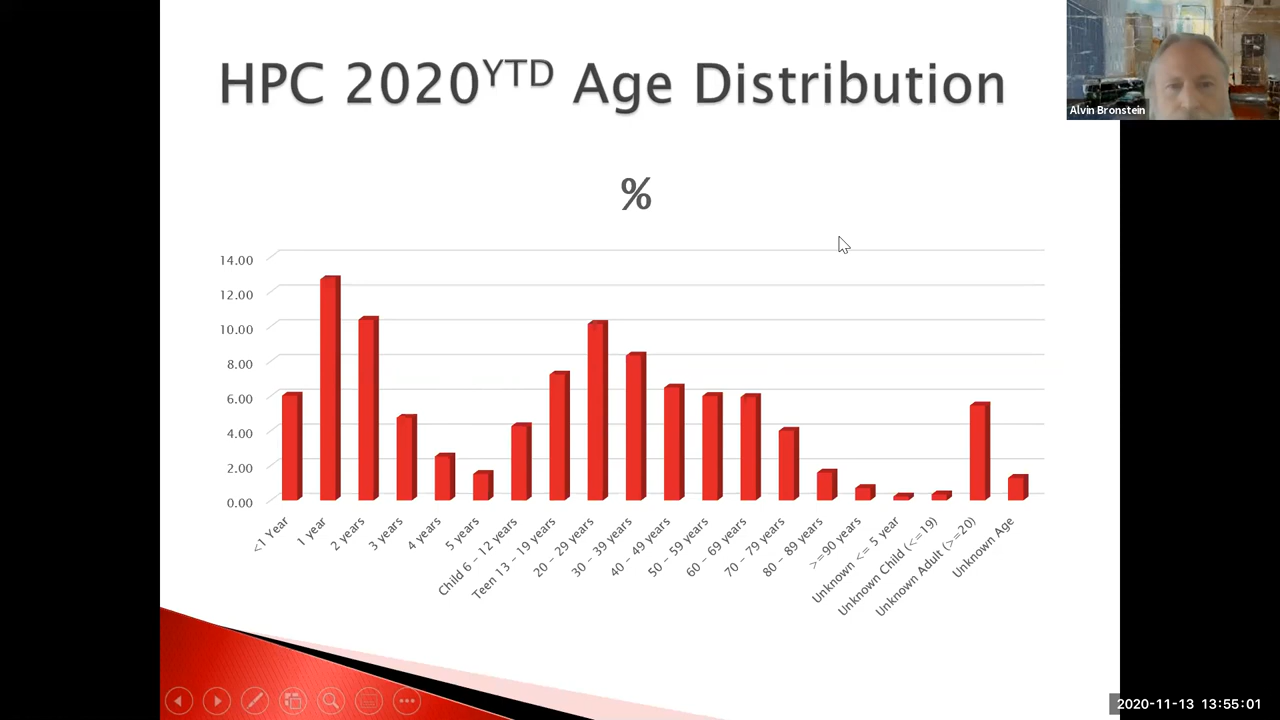 HPC 2020YTD Age Distribution
Alvin Bronstein
%
14.00
12.00
10.00
8.00
6.00
4.00
2.00
0.00
<1 Year
1 year
2 years
3 years
4 years
5 years
Child 6 – 12 years
Teen 13 – 19 years
20 – 29 years
30 – 39 years
40 – 49 years
50 – 59 years
60 – 69 years
70 – 79 years
80 – 89 years
>=90 years
Unknown <= 5 year
Unknown Child (<=19)
Unknown Adult (>=20)
Unknown Age
2020-11-13 13:55:01